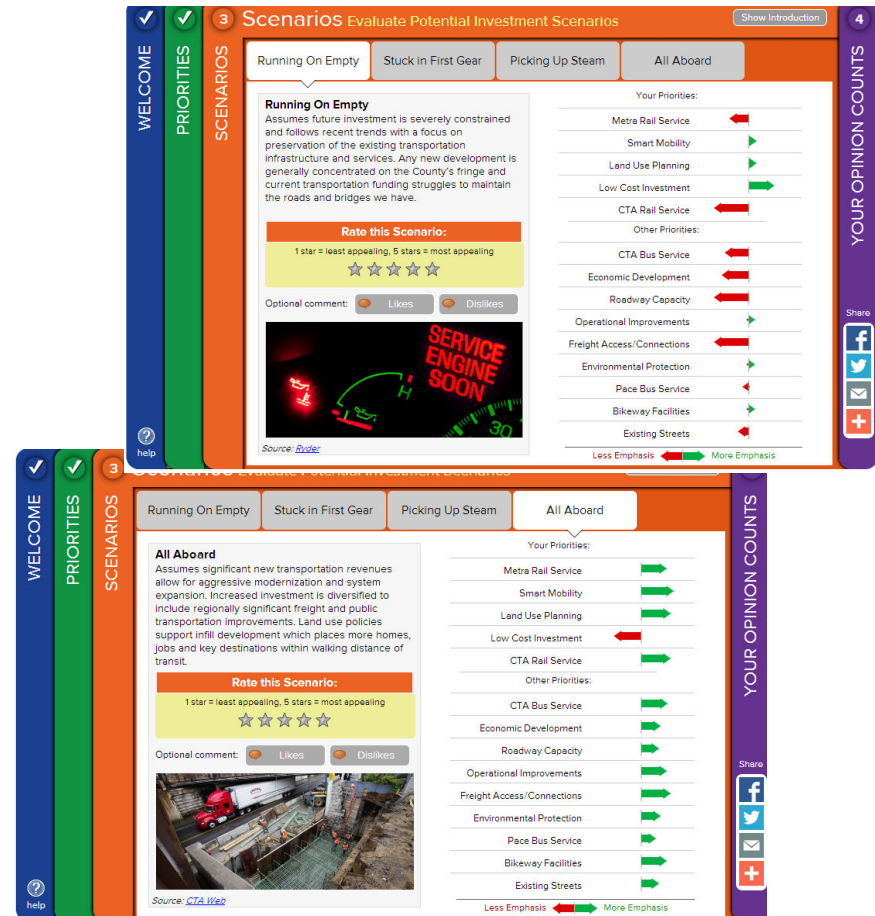 WELCOME
PRIORITIES
3
SCENARIOS
Scenarios Evaluate Potential Investment Scenarios
Show Introduction
4
YOUR OPINION COUNTS
Running On Empty
Stuck in First Gear
Picking Up Steam
All Aboard
Running On Empty
Assumes future investment is severely constrained
and follows recent trends with a focus on
preservation of the existing transportation
infrastructure and services. Any new development is
generally concentrated on the County's fringe and
current transportation funding struggles to maintain
the roads and bridges we have.
Rate this Scenario:
1 star = least appealing, 5 stars = most appealing
Optional comment:
Likes
Dislikes
SERVICE
ENGINE
SOON
H
30
Source: Ryder
Your Priorities:
Metra Rail Service
Smart Mobility
Land Use Planning
Low Cost Investment
CTA Rail Service
Other Priorities:
CTA Bus Service
Economic Development
Roadway Capacity
Operational Improvements
Freight Access/Connections
Environmental Protection
Pace Bus Service
Bikeway Facilities
Existing Streets
Less Emphasis
More Emphasis
Share
help
WELCOME
PRIORITIES
3
SCENARIOS
Scenarios Evaluate Potential Investment Scenarios
YOUR OPINION COUNTS
Running On Empty
Stuck in First Gear
Picking Up Steam
All Aboard
All Aboard
Assumes significant new transportation revenues
allow for aggressive modernization and system
expansion. Increased investment is diversified to
include regionally significant freight and public
transportation improvements. Land use policies
support infill development which places more homes,
jobs and key destinations within walking distance of
transit.
Rate this Scenario:
1 star = least appealing, 5 stars = most appealing
Optional comment:
Likes
Dislikes
Source: CTA Web
Your Priorities:
Metra Rail Service
Smart Mobility
Land Use Planning
Low Cost Investment
CTA Rail Service
Other Priorities:
CTA Bus Service
Economic Development
Roadway Capacity
Operational Improvements
Freight Access/Connections
Environmental Protection
Pace Bus Service
Bikeway Facilities
Existing Streets
Less Emphasis
More Emphasis
Share
help